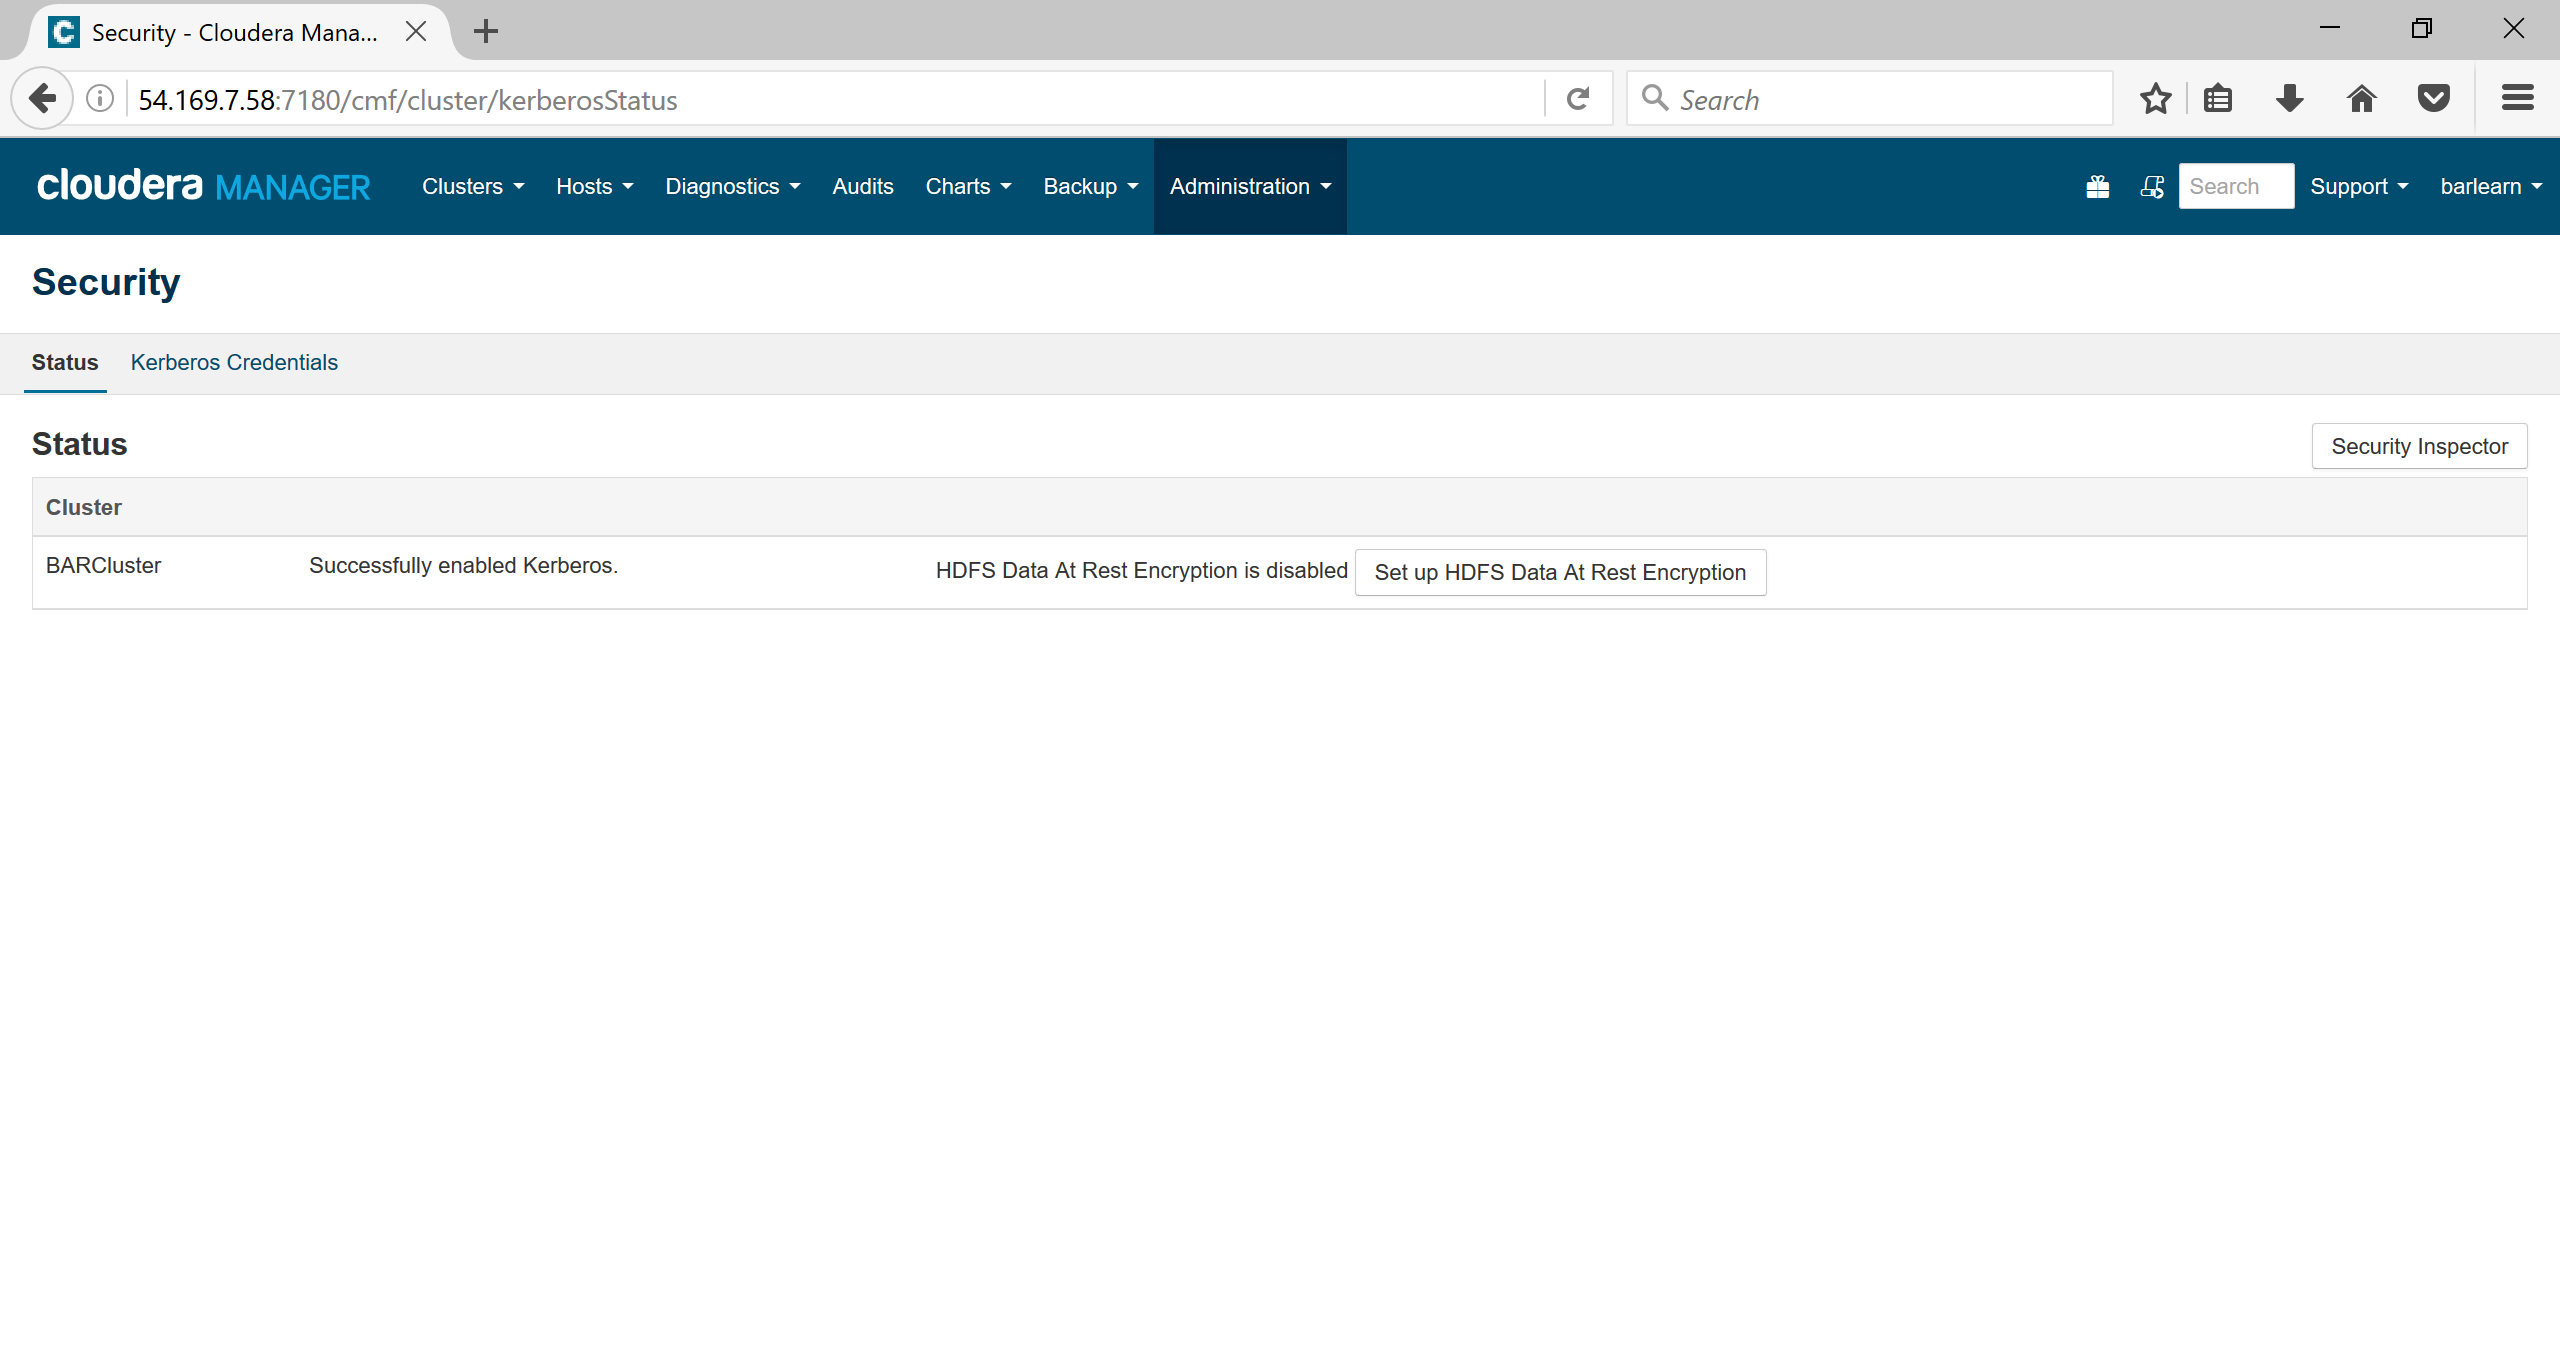 Security - Cloudera Mana...
54.169.7.58:7180/cmf/cluster/kerberosStatus
Search
cloudera MANAGER Clusters Hosts Diagnostics Audits Charts Backup Administration Search Support barlearn
Security
Status Kerberos Credentials
Status
Security Inspector
Cluster
BARCluster Successfully enabled Kerberos. HDFS Data At Rest Encryption is disabled Set up HDFS Data At Rest Encryption